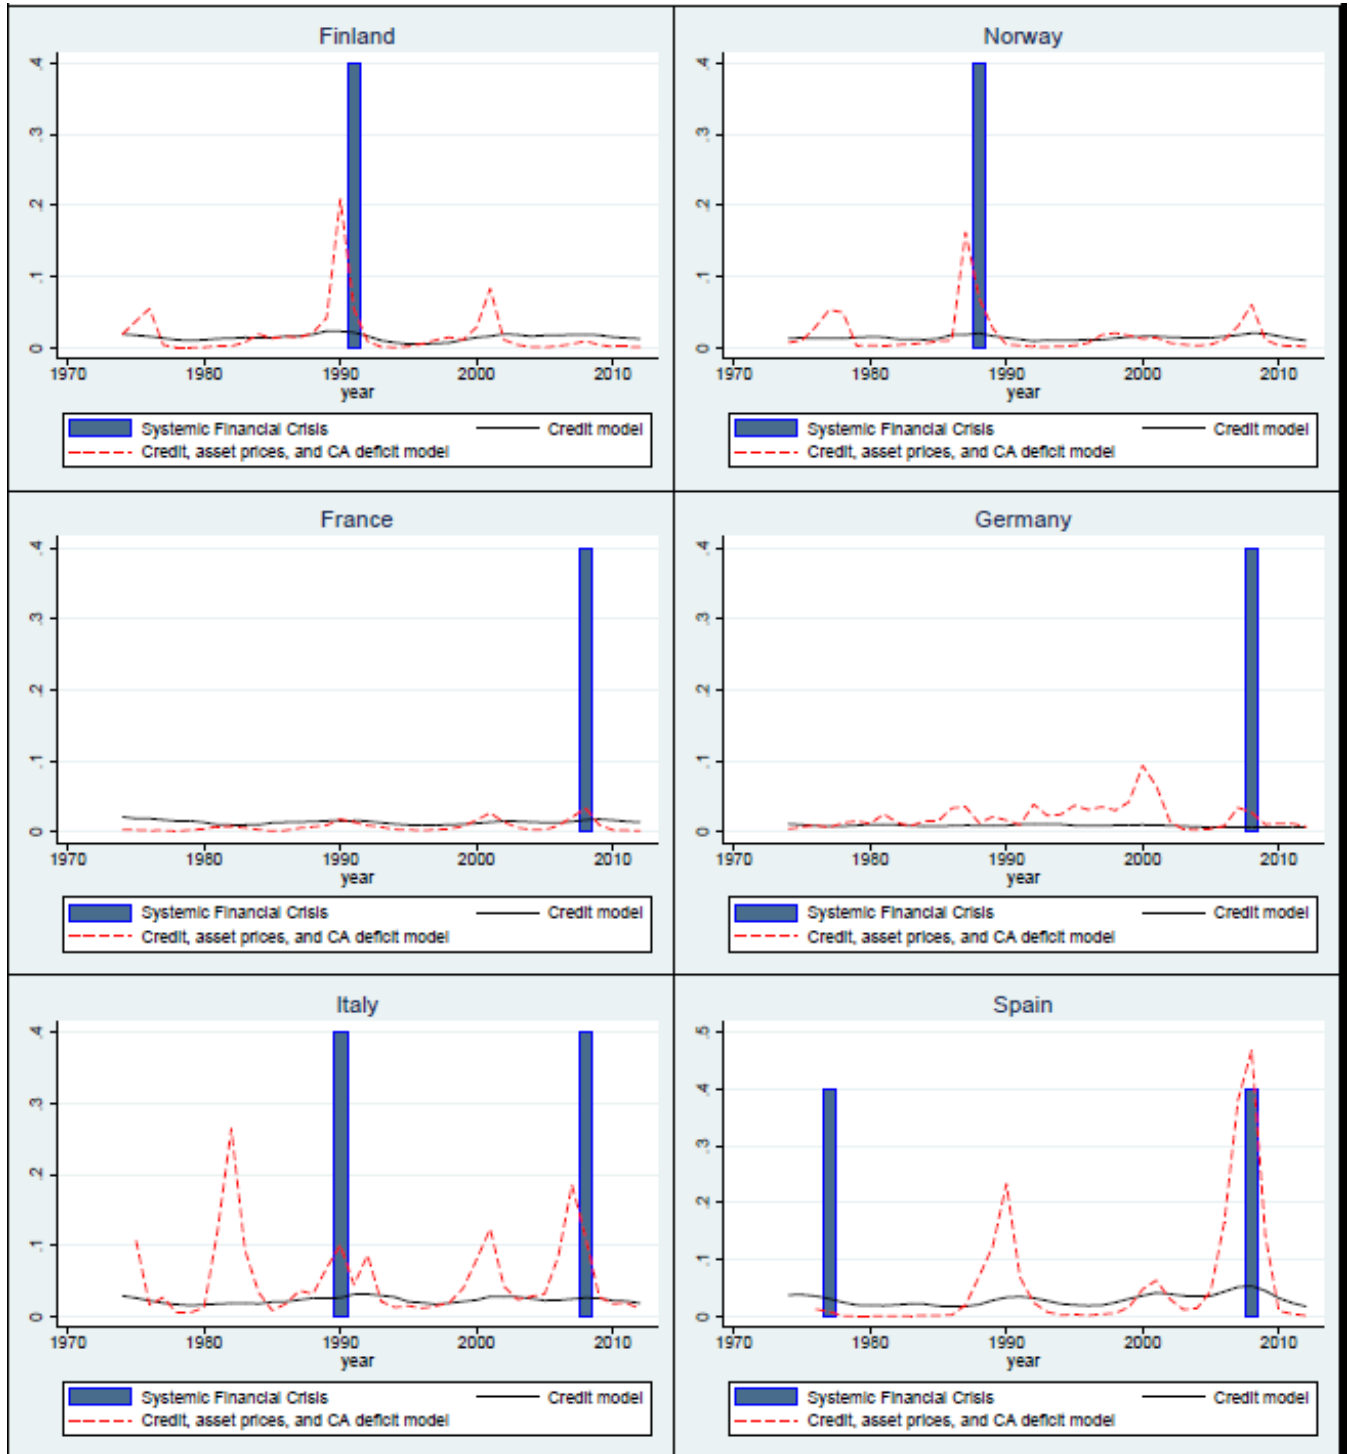 Finland
.4
.3
.2
.1
0
1970 1980 1990 2000 2010
year
Systemic Financial Crisis Credit model
Credit, asset prices, and CA deficit model
Norway
.4
.3
.2
.1
0
1970 1980 1990 2000 2010
year
Systemic Financial Crisis Credit model
Credit, asset prices, and CA deficit model
France
.4
.3
.2
.1
0
1970 1980 1990 2000 2010
year
Systemic Financial Crisis Credit model
Credit, asset prices, and CA deficit model
Germany
.4
.3
.2
.1
0
1970 1980 1990 2000 2010
year
Systemic Financial Crisis Credit model
Credit, asset prices, and CA deficit model
Italy
.4
.3
.2
.1
0
1970 1980 1990 2000 2010
year
Systemic Financial Crisis Credit model
Credit, asset prices, and CA deficit model
Spain
.5
.4
.3
.2
.1
0
1970 1980 1990 2000 2010
year
Systemic Financial Crisis Credit model
Credit, asset prices, and CA deficit model